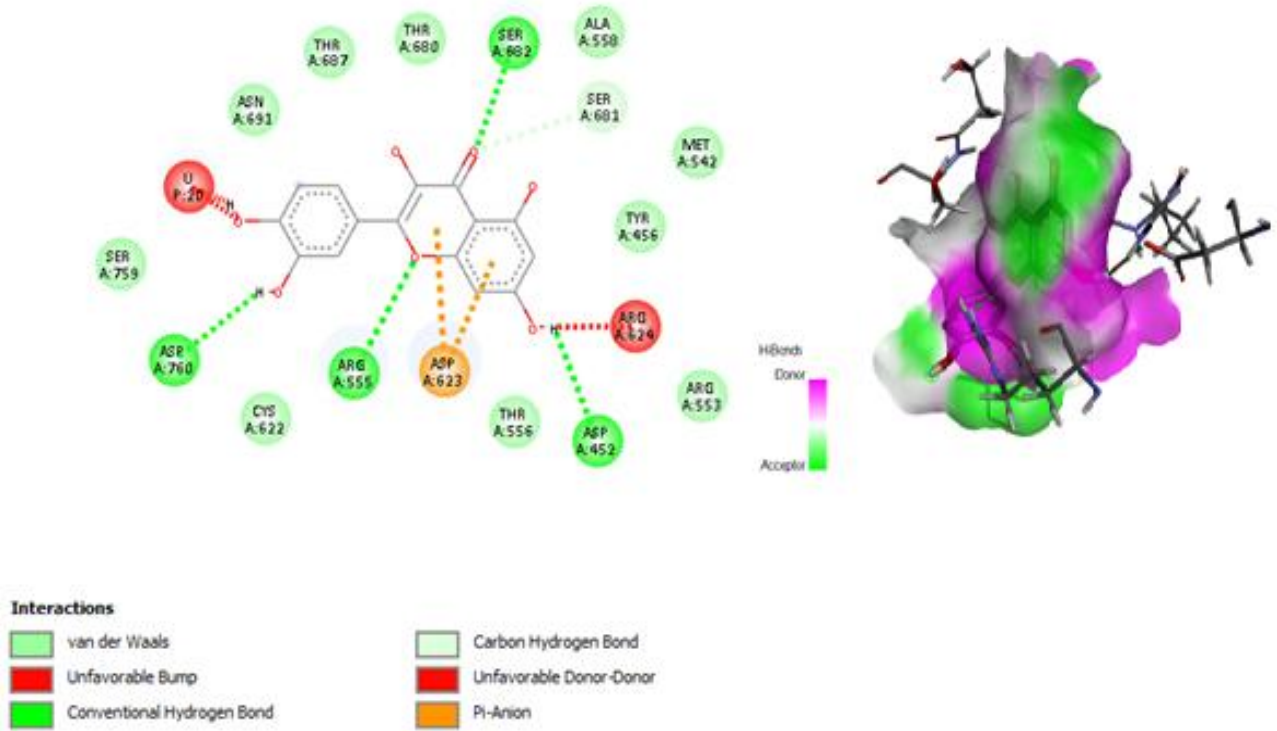 ALA
A:558
THR
A:680
SER
A:682
THR
A:687
SER
A:681
ASN
A:691
MET
A:542
U
P:20
H
O
O
O
O
TYR
A:456
SER
A:759
H
O
O
O
H
ARG
A:624
ASP
A:760
ARG
A:555
ASP
A:623
ARG
A:553
CYS
A:622
THR
A:556
ASP
A:452
H-Bonds
Donor
Acceptor
Interactions
van der Waals
Unfavorable Bump
Conventional Hydrogen Bond
Carbon Hydrogen Bond
Unfavorable Donor-Donor
Pi-Anion